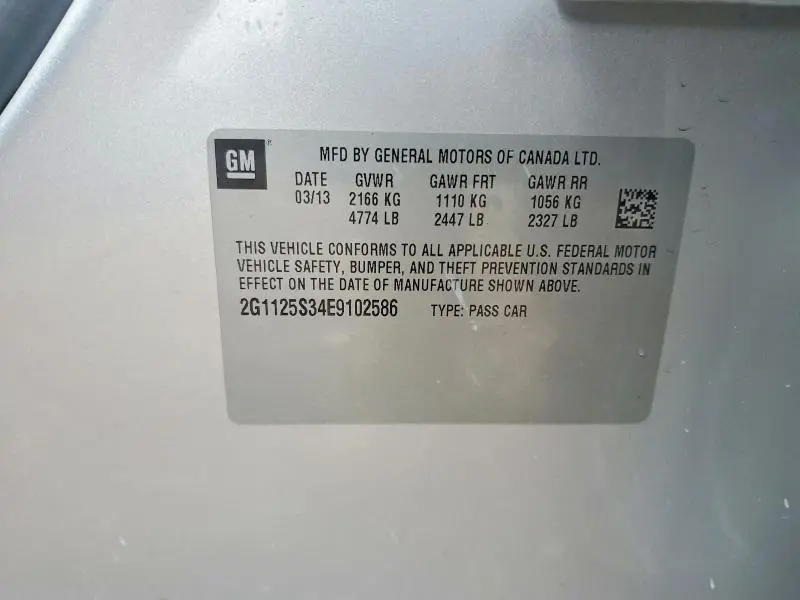 GM ®
MFD BY GENERAL MOTORS OF CANADA LTD.
DATE GVWR GAWR FRT GAWR RR
03/13 2166 KG 1110 KG 1056 KG
4774 LB 2447 LB 2327 LB
THIS VEHICLE CONFORMS TO ALL APPLICABLE U.S. FEDERAL MOTOR
VEHICLE SAFETY, BUMPER, AND THEFT PREVENTION STANDARDS IN
EFFECT ON THE DATE OF MANUFACTURE SHOWN ABOVE.
2G1125S34E9102586 TYPE: PASS CAR